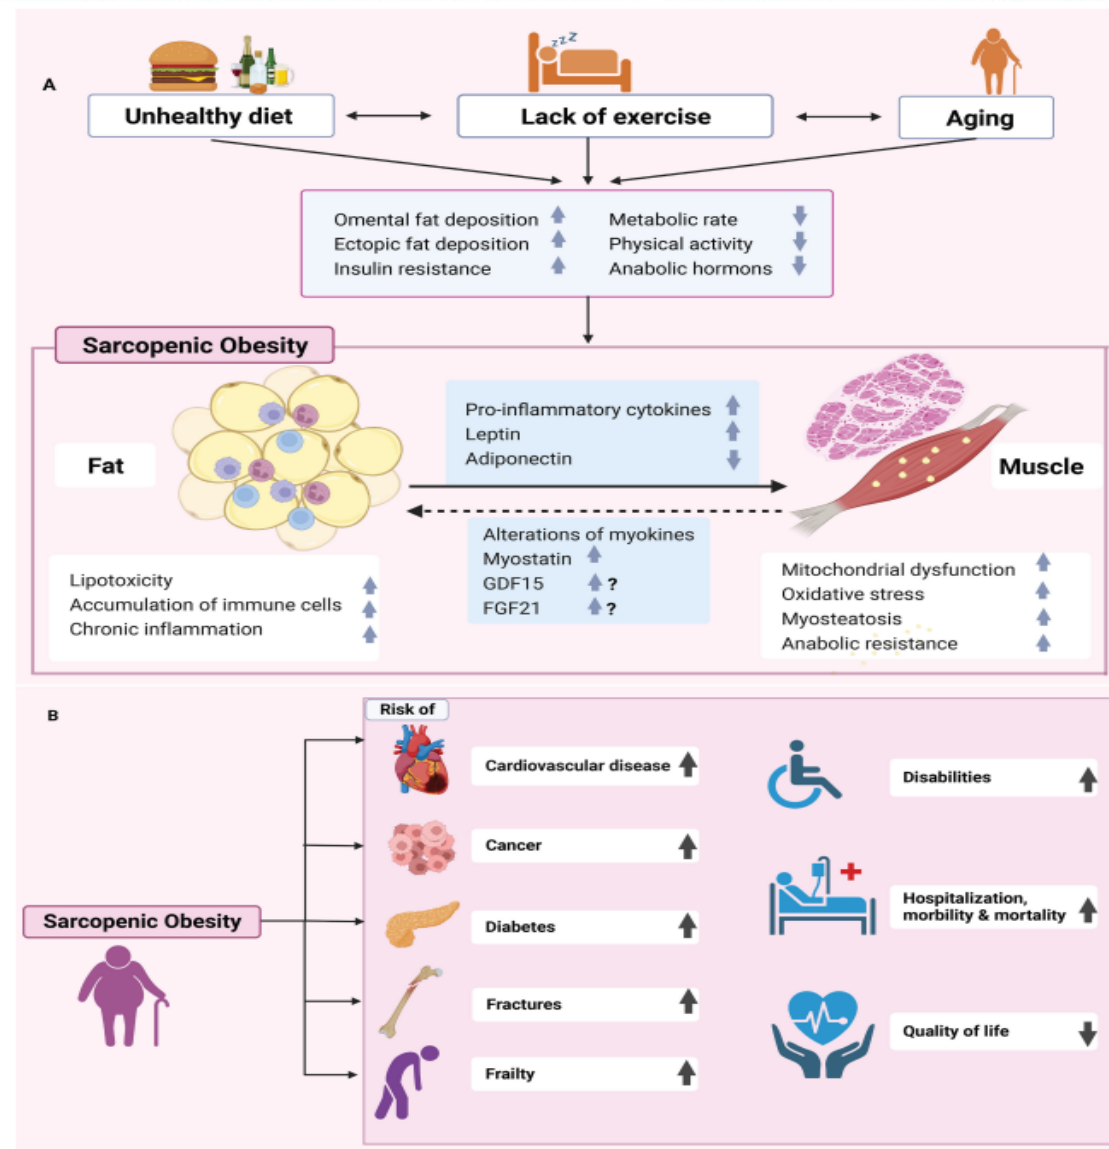 A
zzz
Unhealthy diet
Lack of exercise
Aging
Omental fat deposition
Ectopic fat deposition
Insulin resistance
Metabolic rate
Physical activity
Anabolic hormons
Sarcopenic Obesity
Fat
Pro-inflammatory cytokines
Leptin
Adiponectin
Muscle
Alterations of myokines
Myostatin
GDF15 ?
FGF21 ?
Lipotoxicity
Accumulation of immune cells
Chronic inflammation
Mitochondrial dysfunction
Oxidative stress
Myosteatosis
Anabolic resistance
B
Sarcopenic Obesity
Risk of
Cardiovascular disease
Cancer
Diabetes
Fractures
Frailty
Disabilities
Hospitalization,
morbility & mortality
Quality of life